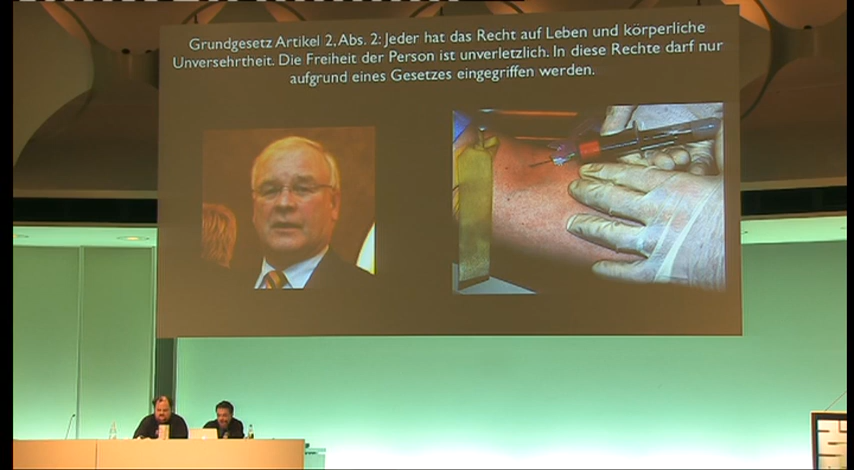 Grundgesetz Artikel 2, Abs. 2: Jeder hat das Recht auf Leben und körperliche
Unversehrtheit. Die Freiheit der Person ist unverletzlich. In diese Rechte darf nur
aufgrund eines Gesetzes eingegriffen werden.